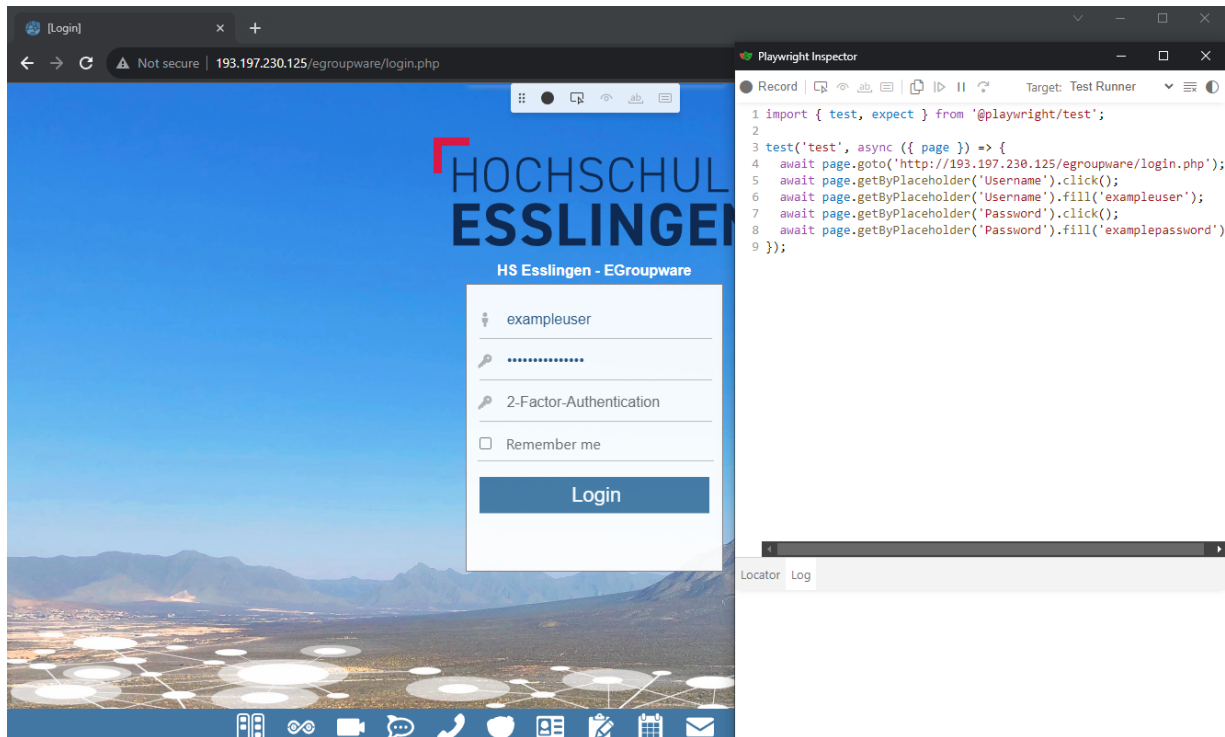 [Login]
Not secure | 193.197.230.125/egroupware/login.php
HOCHSCHUL
ESSLINGEN
HS Esslingen - EGroupware
exampleuser
•••••••••••••••
2-Factor-Authentication
Remember me
Login
Playwright Inspector
Record
Target: Test Runner
1 import { test, expect } from '@playwright/test';
2
3 test('test', async ({ page }) => {
4   await page.goto('http://193.197.230.125/egroupware/login.php');
5   await page.getByPlaceholder('Username').click();
6   await page.getByPlaceholder('Username').fill('exampleuser');
7   await page.getByPlaceholder('Password').click();
8   await page.getByPlaceholder('Password').fill('examplepassword')
9 });
Locator Log